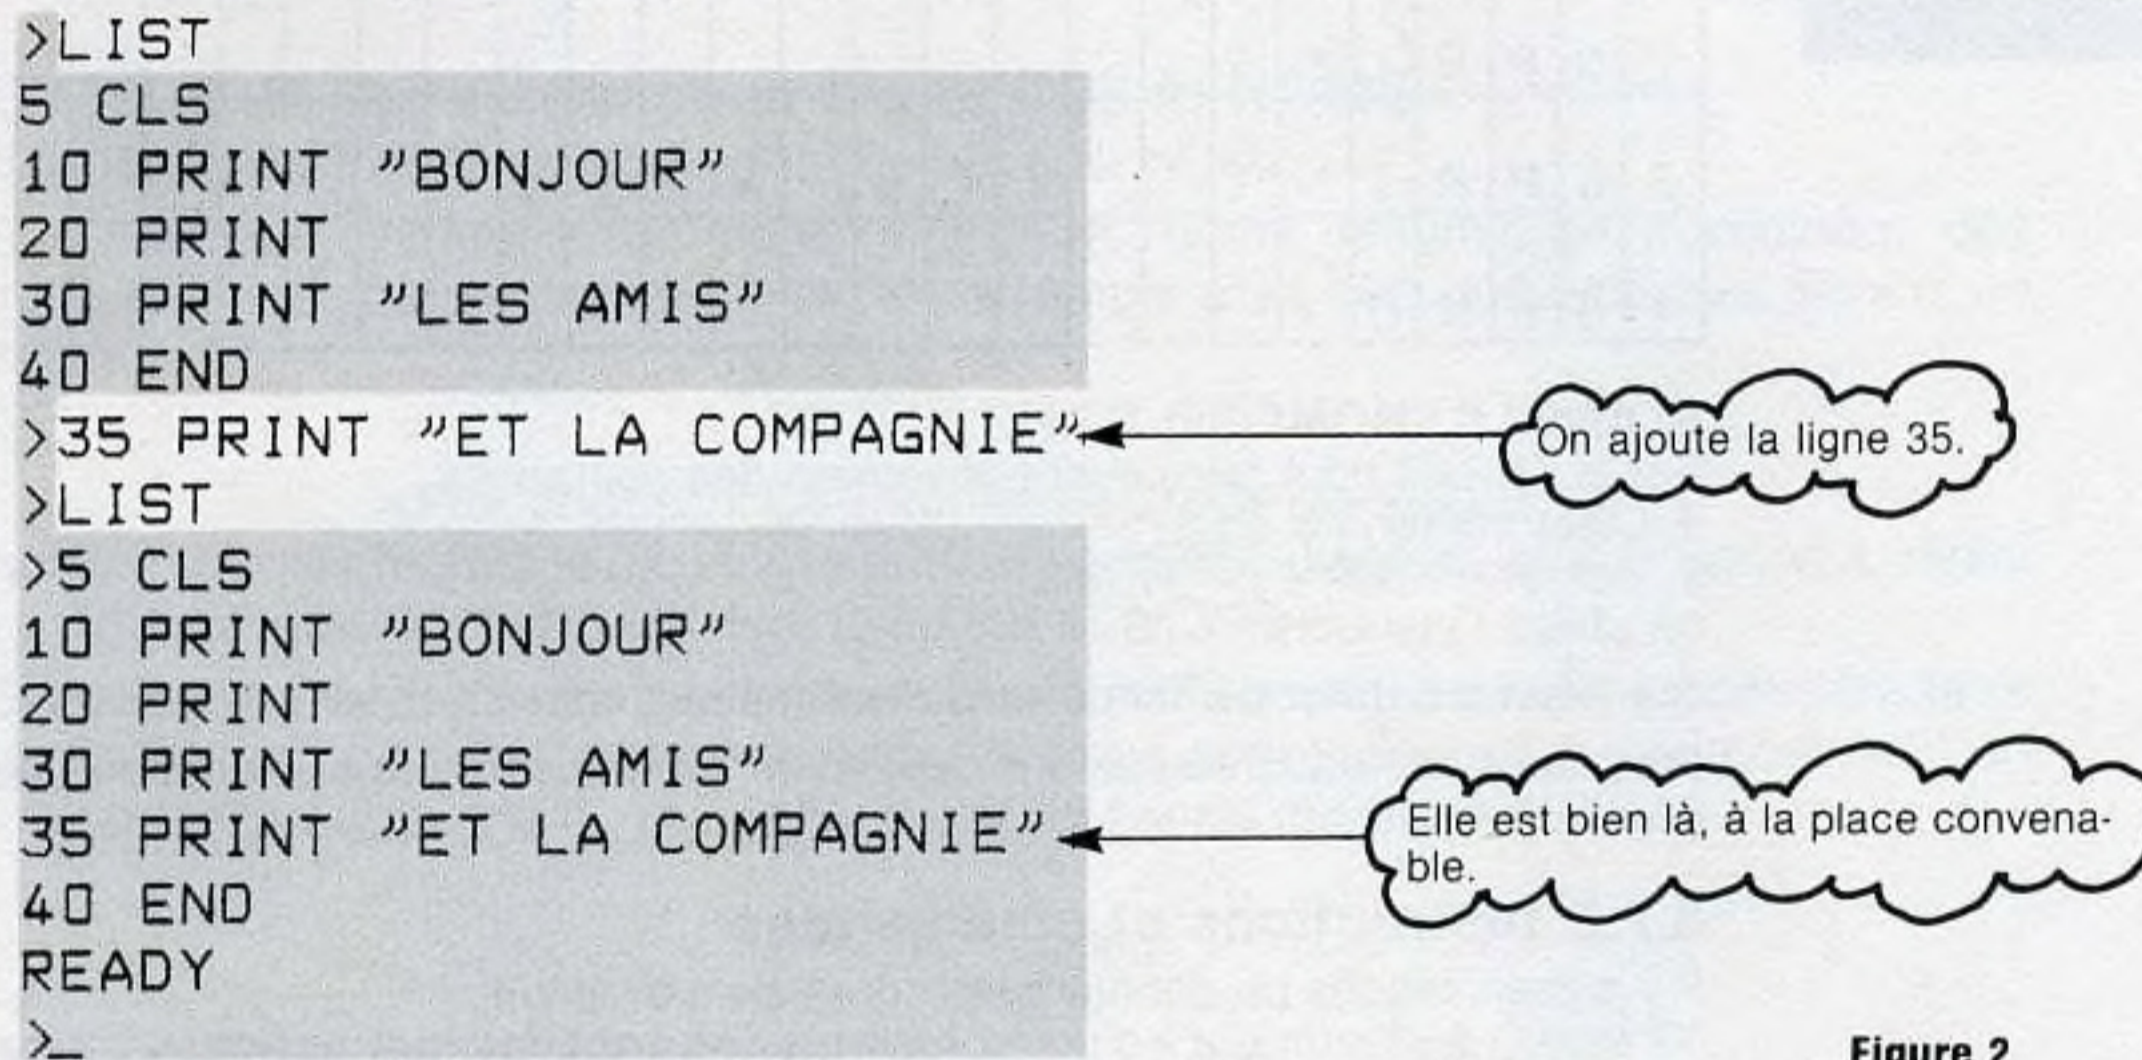 >LIST
5 CLS
10 PRINT "BONJOUR"
20 PRINT
30 PRINT "LES AMIS"
40 END
>35 PRINT "ET LA COMPAGNIE"
On ajoute la ligne 35.
>LIST
>5 CLS
10 PRINT "BONJOUR"
20 PRINT
30 PRINT "LES AMIS"
35 PRINT "ET LA COMPAGNIE"
Elle est bien là, à la place convena-
ble.
40 END
READY
>_
Figure 2